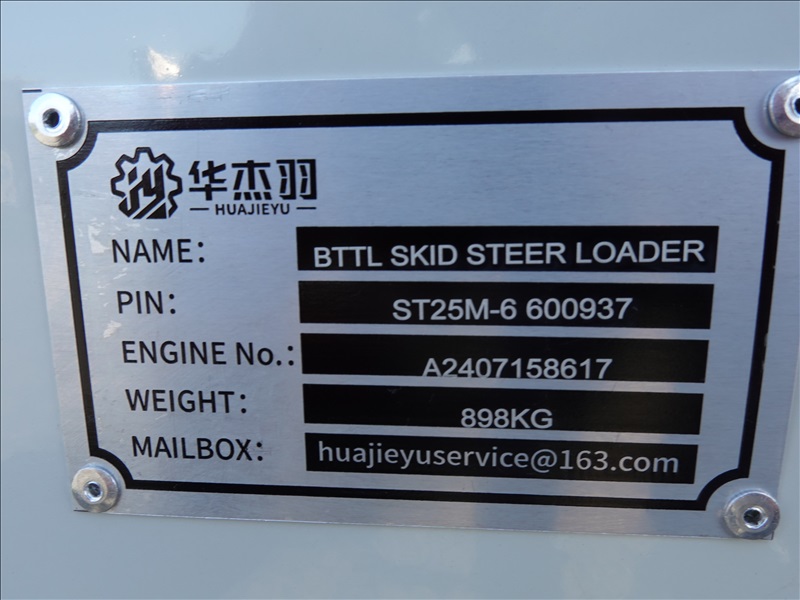 华杰羽
HUAJIEYU
NAME: BTTL SKID STEER LOADER
PIN: ST25M-6 600937
ENGINE No.: A2407158617
WEIGHT: 898KG
MAILBOX: huajieyuservice@163.com